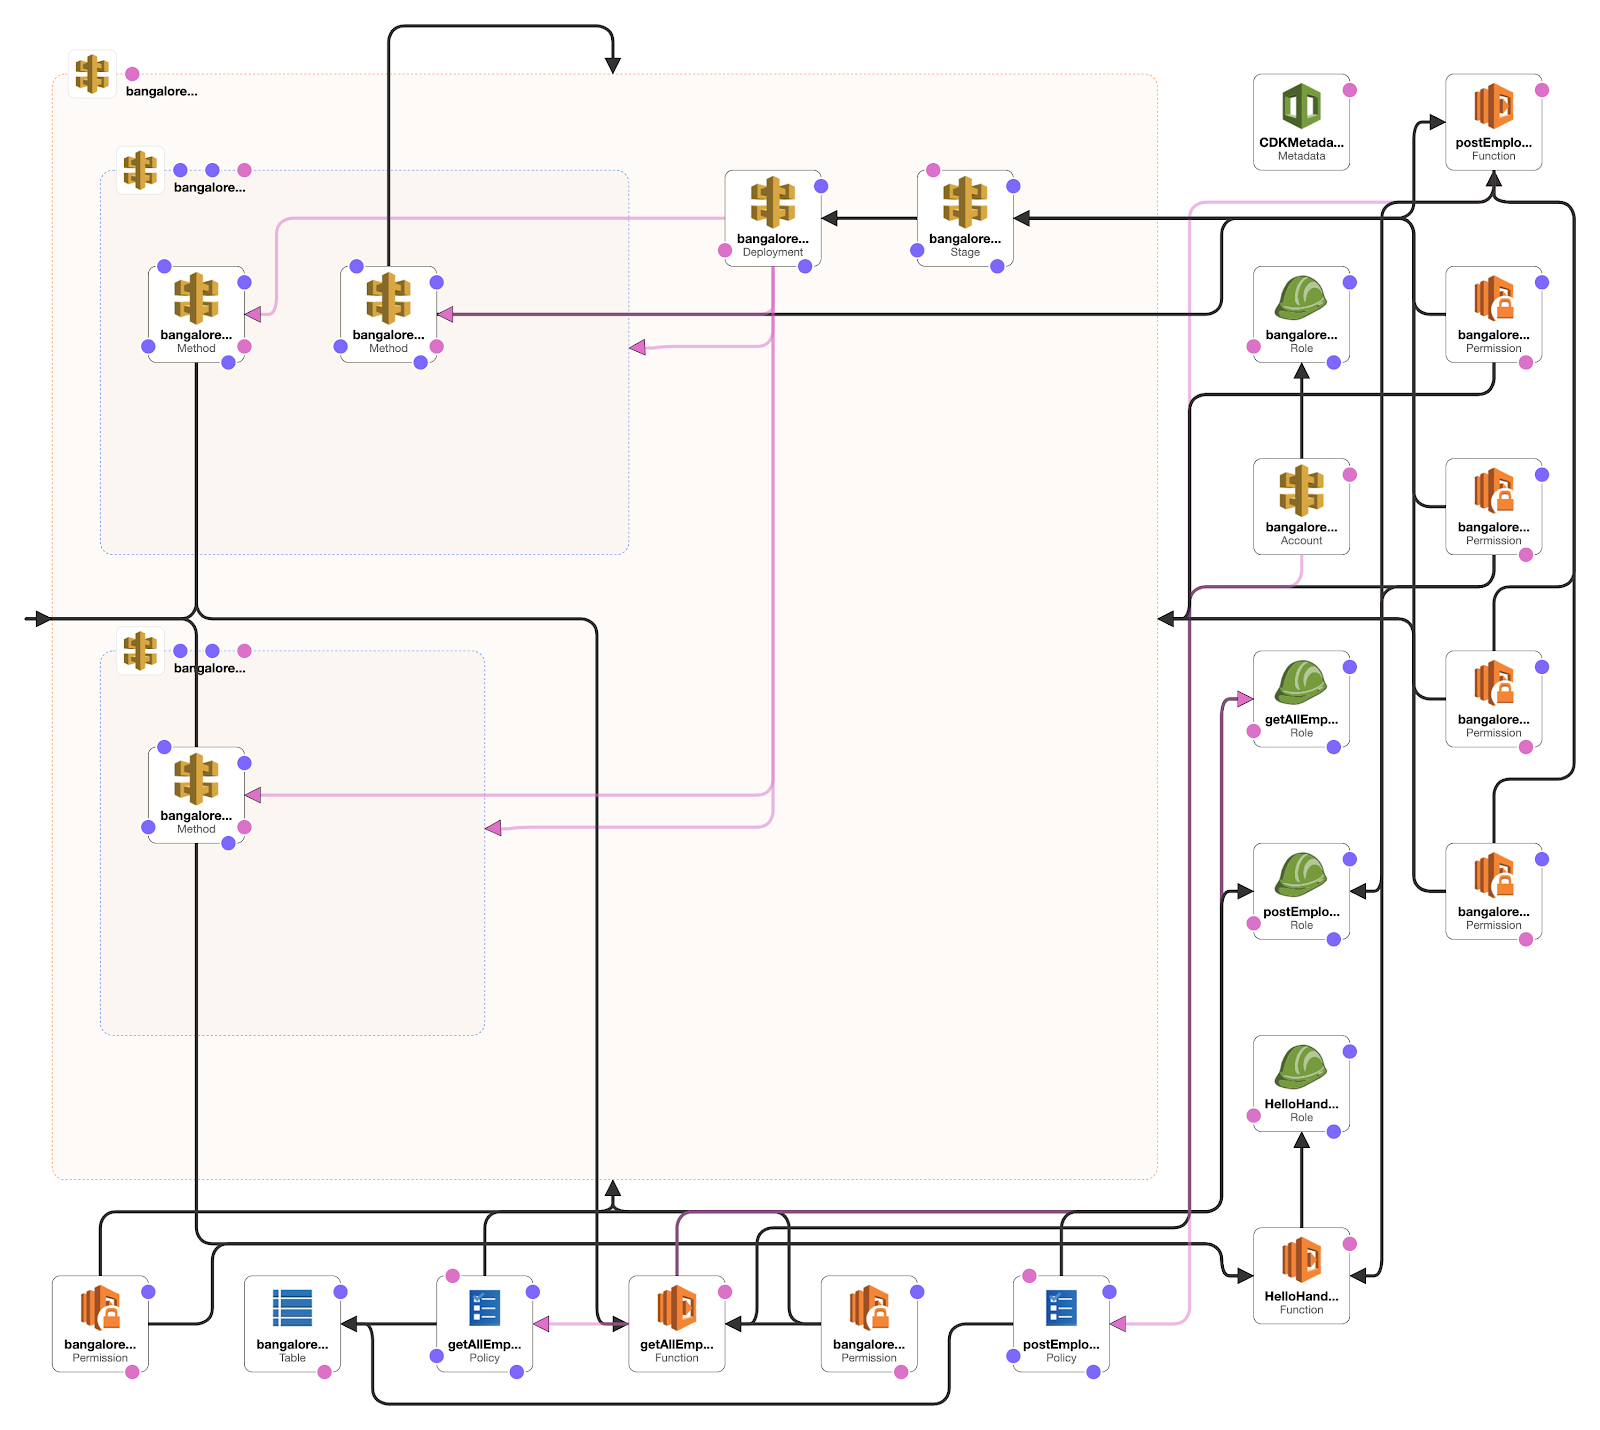 bangalore...
CDKMetada...
Metadata
postEmplo...
Function
bangalore...
bangalore...
Deployment
bangalore...
Stage
bangalore...
Method
bangalore...
Method
bangalore...
Role
bangalore...
Permission
bangalore...
Account
bangalore...
Permission
bangalore...
getAllEmp...
Role
bangalore...
Permission
bangalore...
Method
postEmplo...
Role
bangalore...
Permission
HelloHand...
Role
HelloHand...
Function
bangalore...
Permission
bangalore...
Table
getAllEmp...
Policy
getAllEmp...
Function
bangalore...
Permission
postEmplo...
Policy